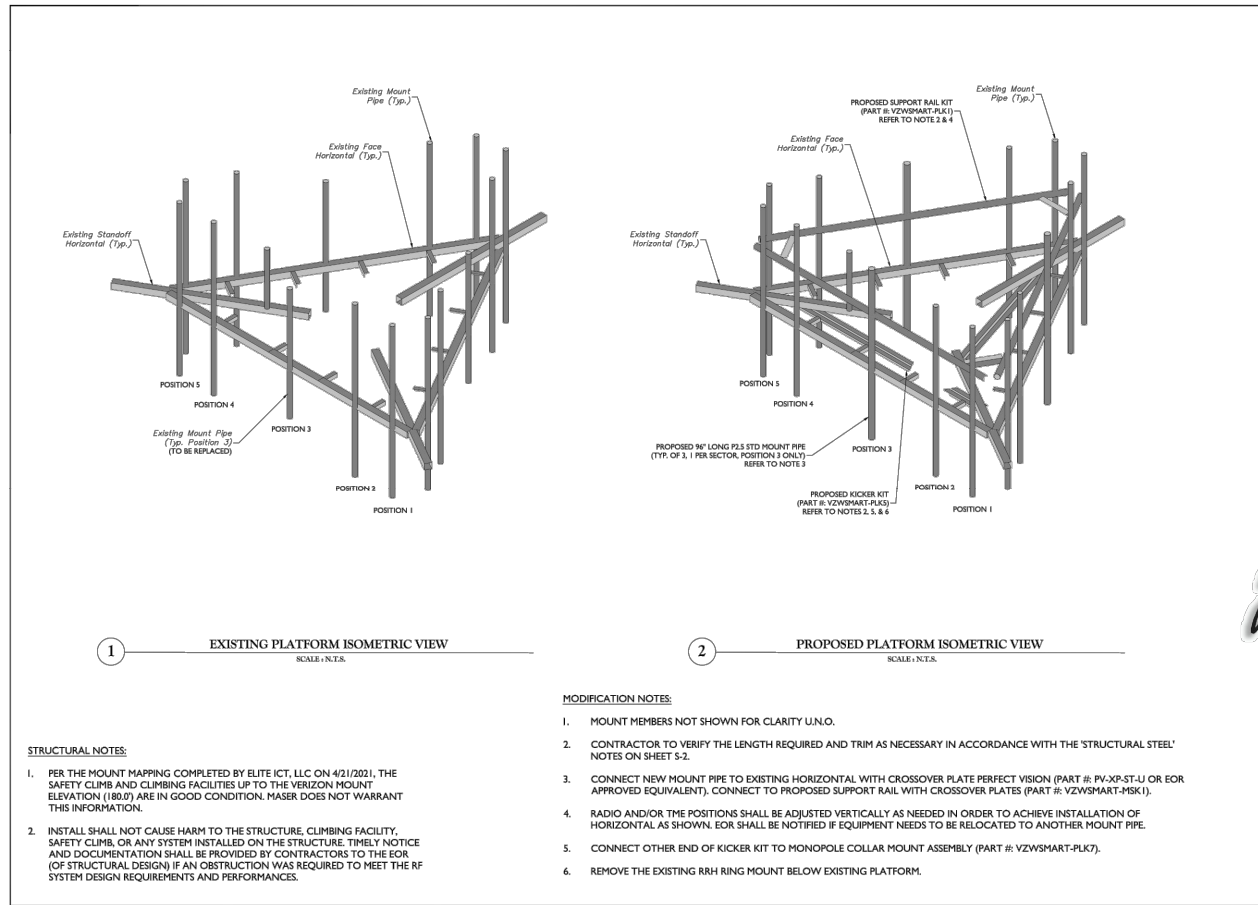 Existing Mount
Pipe (Typ.)
Existing Face
Horizontal (Typ.)
Existing Standoff
Horizontal (Typ.)
POSITION 5
POSITION 4
POSITION 3
Existing Mount Pipe
(Typ. Position 3)
(TO BE REPLACED)
POSITION 2
POSITION 1
Existing Mount
Pipe (Typ.)
PROPOSED SUPPORT RAIL KIT
(PART #: VZWSMART-PLK1)
REFER TO NOTE 2 & 4
Existing Face
Horizontal (Typ.)
Existing Standoff
Horizontal (Typ.)
POSITION 5
POSITION 4
PROPOSED 96" LONG P2.5 STD MOUNT PIPE
(TYP. OF 3, 1 PER SECTOR, POSITION 3 ONLY)
REFER TO NOTE 3
POSITION 3
PROPOSED KICKER KIT
(PART #: VZWSMART-PLK5)
REFER TO NOTES 2, 5, & 6
POSITION 2
POSITION 1
1
EXISTING PLATFORM ISOMETRIC VIEW
SCALE : N.T.S.
2
PROPOSED PLATFORM ISOMETRIC VIEW
SCALE : N.T.S.
STRUCTURAL NOTES:
1. PER THE MOUNT MAPPING COMPLETED BY ELITE ICT, LLC ON 4/21/2021, THE
SAFETY CLIMB AND CLIMBING FACILITIES UP TO THE VERIZON MOUNT
ELEVATION (180.0') ARE IN GOOD CONDITION. MASER DOES NOT WARRANT
THIS INFORMATION.
2. INSTALL SHALL NOT CAUSE HARM TO THE STRUCTURE, CLIMBING FACILITY,
SAFETY CLIMB, OR ANY SYSTEM INSTALLED ON THE STRUCTURE. TIMELY NOTICE
AND DOCUMENTATION SHALL BE PROVIDED BY CONTRACTORS TO THE EOR
(OF STRUCTURAL DESIGN) IF AN OBSTRUCTION WAS REQUIRED TO MEET THE RF
SYSTEM DESIGN REQUIREMENTS AND PERFORMANCES.
MODIFICATION NOTES:
1. MOUNT MEMBERS NOT SHOWN FOR CLARITY U.N.O.
2. CONTRACTOR TO VERIFY THE LENGTH REQUIRED AND TRIM AS NECESSARY IN ACCORDANCE WITH THE 'STRUCTURAL STEEL'
NOTES ON SHEET S-2.
3. CONNECT NEW MOUNT PIPE TO EXISTING HORIZONTAL WITH CROSSOVER PLATE PERFECT VISION (PART #: PV-XP-ST-U OR EOR
APPROVED EQUIVALENT). CONNECT TO PROPOSED SUPPORT RAIL WITH CROSSOVER PLATES (PART #: VZWSMART-MSK1).
4. RADIO AND/OR TME POSITIONS SHALL BE ADJUSTED VERTICALLY AS NEEDED IN ORDER TO ACHIEVE INSTALLATION OF
HORIZONTAL AS SHOWN. EOR SHALL BE NOTIFIED IF EQUIPMENT NEEDS TO BE RELOCATED TO ANOTHER MOUNT PIPE.
5. CONNECT OTHER END OF KICKER KIT TO MONOPOLE COLLAR MOUNT ASSEMBLY (PART #: VZWSMART-PLK7).
6. REMOVE THE EXISTING RRH RING MOUNT BELOW EXISTING PLATFORM.